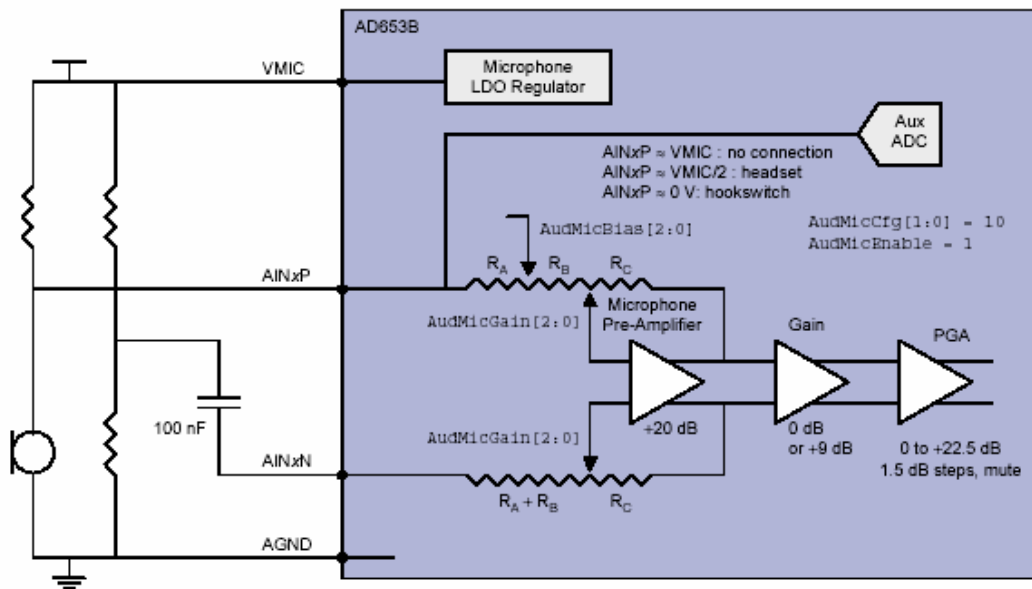 AD653B
VMIC
Microphone
LDO Regulator
Aux
ADC
AINxP ≈ VMIC : no connection
AINxP ≈ VMIC/2 : headset
AINxP ≈ 0 V: hookswitch
AudMicBias[2:0]
AudMicCfg[1:0] = 10
AudMicEnable = 1
RA RB RC
AINxP
AudMicGain[2:0]
Microphone
Pre-Amplifier
Gain
PGA
100 nF
AudMicGain[2:0]
+20 dB
0 dB
or +9 dB
0 to +22.5 dB
1.5 dB steps, mute
AINxN
RA + RB RC
AGND